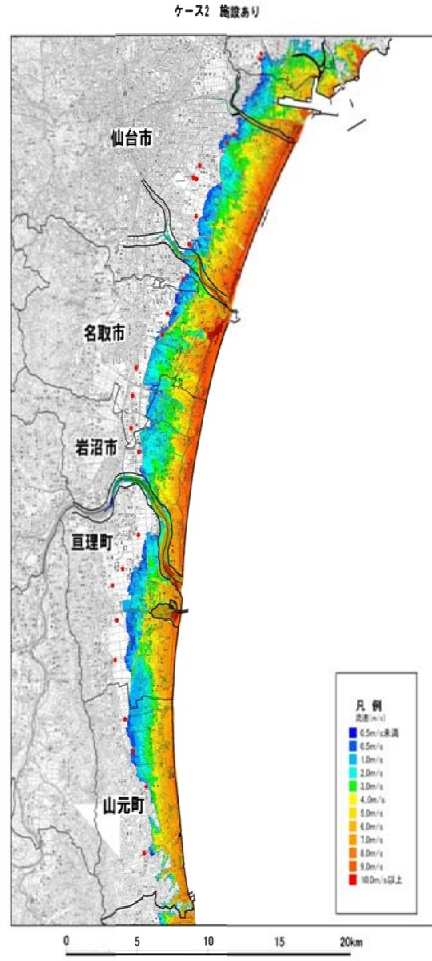 ケース2 施設あり
仙台市
名取市
岩沼市
亘理町
山元町
凡 例
流速(m/s)
0.5m/s未満
0.5m/s
1.0m/s
2.0m/s
3.0m/s
4.0m/s
5.0m/s
6.0m/s
7.0m/s
8.0m/s
9.0m/s
10.0m/s以上
0 5 10 15 20km